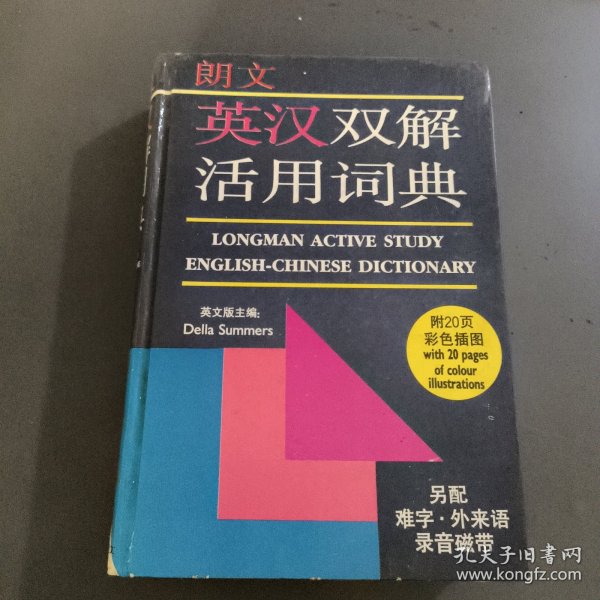 朗文
英汉双解
活用词典
LONGMAN ACTIVE STUDY
ENGLISH-CHINESE DICTIONARY
英文版主编:
Della Summers
附20页
彩色插图
with 20 pages
of colour
illustrations
另配
难字·外来语
录音磁带
孔夫子旧书网
www.kongfz.com